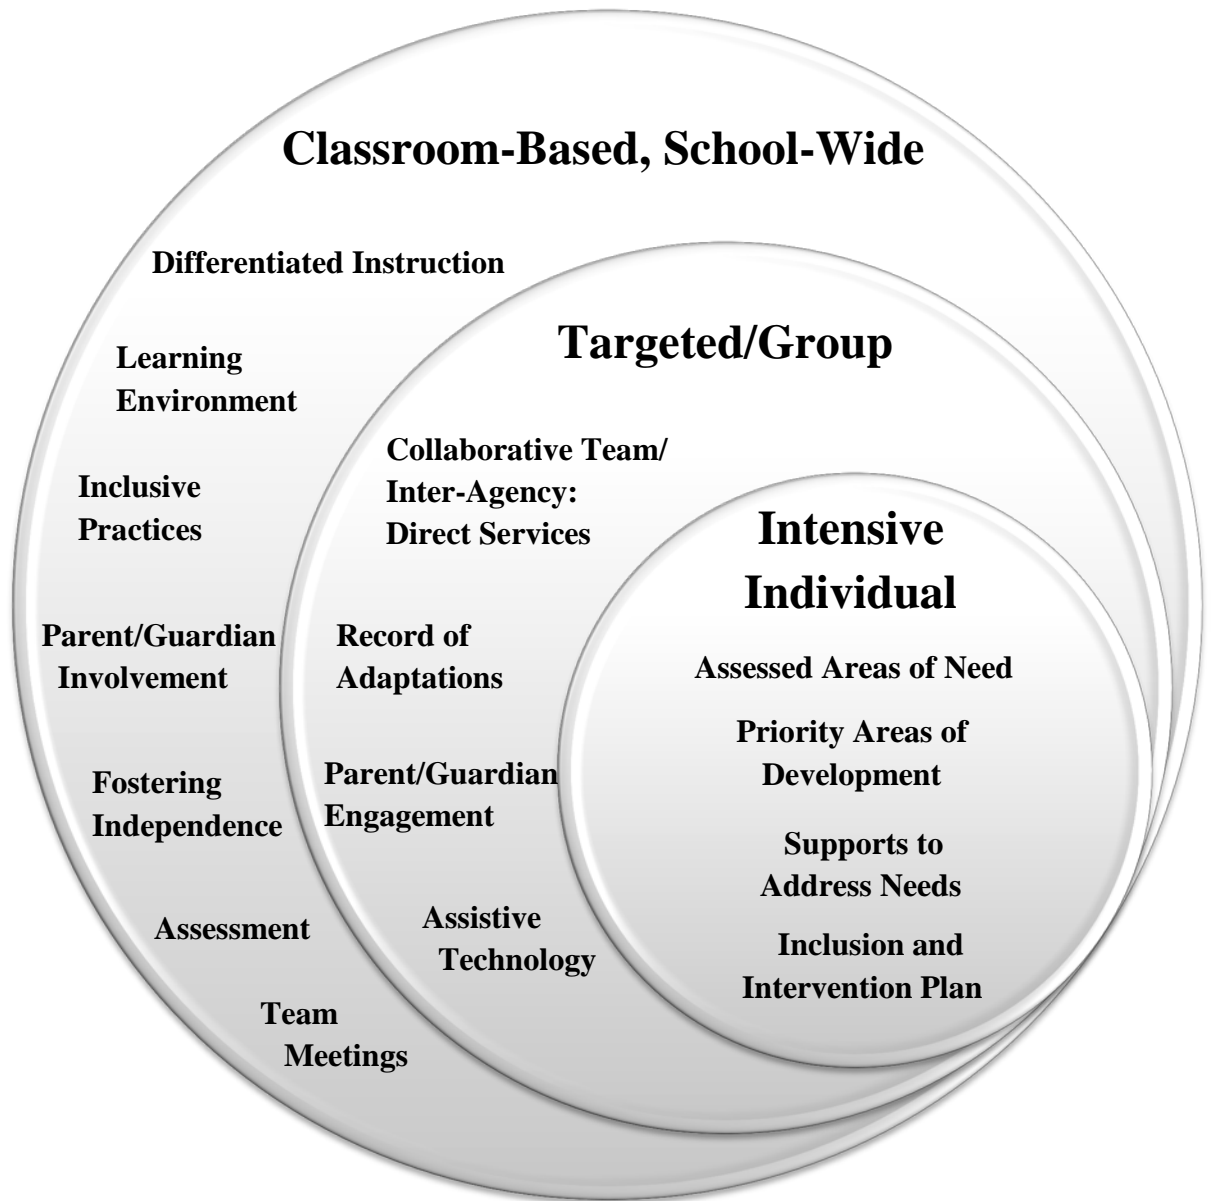 Classroom-Based, School-Wide
Differentiated Instruction
Learning
Environment
Inclusive
Practices
Parent/Guardian
Involvement
Fostering
Independence
Assessment
Team
Meetings
Targeted/Group
Collaborative Team/
Inter-Agency:
Direct Services
Record of
Adaptations
Parent/Guardian
Engagement
Assistive
Technology
Intensive
Individual
Assessed Areas of Need
Priority Areas of
Development
Supports to
Address Needs
Inclusion and
Intervention Plan